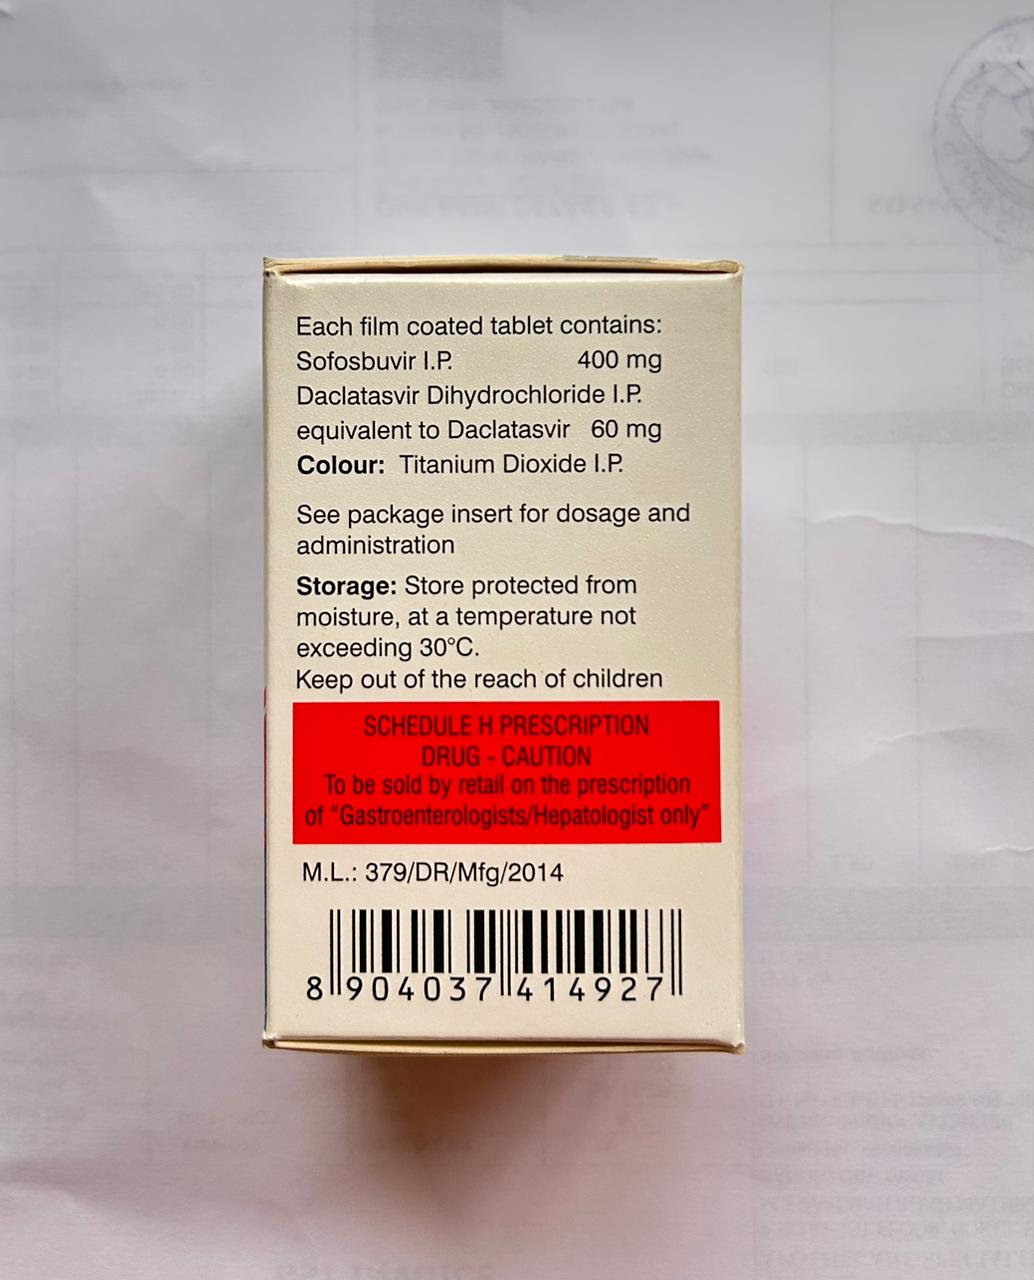 Each film coated tablet contains:
Sofosbuvir I.P. 400 mg
Daclatasvir Dihydrochloride I.P.
equivalent to Daclatasvir 60 mg
Colour: Titanium Dioxide I.P.
See package insert for dosage and
administration
Storage: Store protected from
moisture, at a temperature not
exceeding 30°C.
Keep out of the reach of children
SCHEDULE H PRESCRIPTION
DRUG - CAUTION
To be sold by retail on the prescription
of “Gastroenterologists/Hepatologist only”
M.L.: 379/DR/Mfg/2014
8 904037 414927